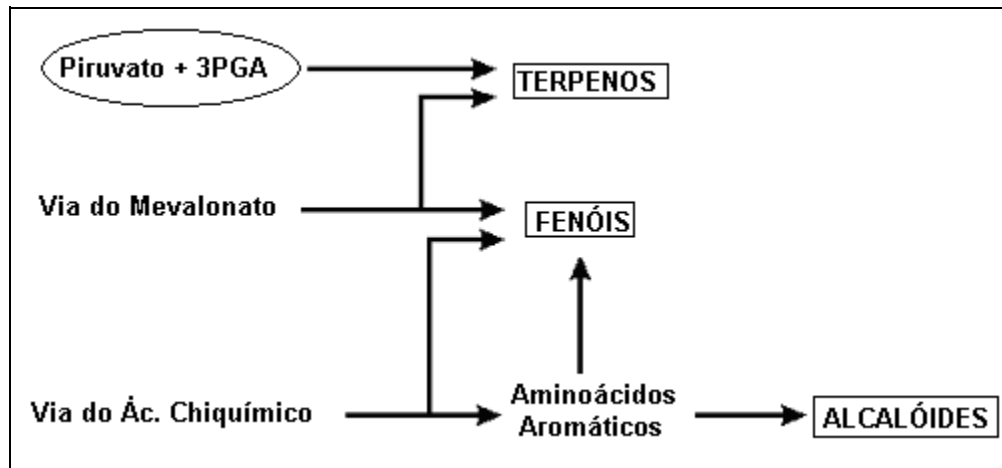 Piruvato + 3PGA
TERPENOS
Via do Mevalonato
FENÓIS
Via do Ác. Chiquímico
Aminoácidos
Aromáticos
ALCALÓIDES